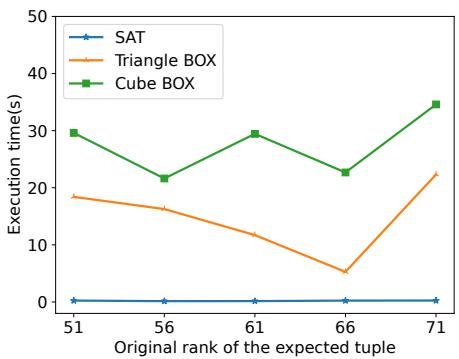 50
40
30
20
10
0
Execution time(s)
SAT
Triangle BOX
Cube BOX
51 56 61 66 71
Original rank of the expected tuple